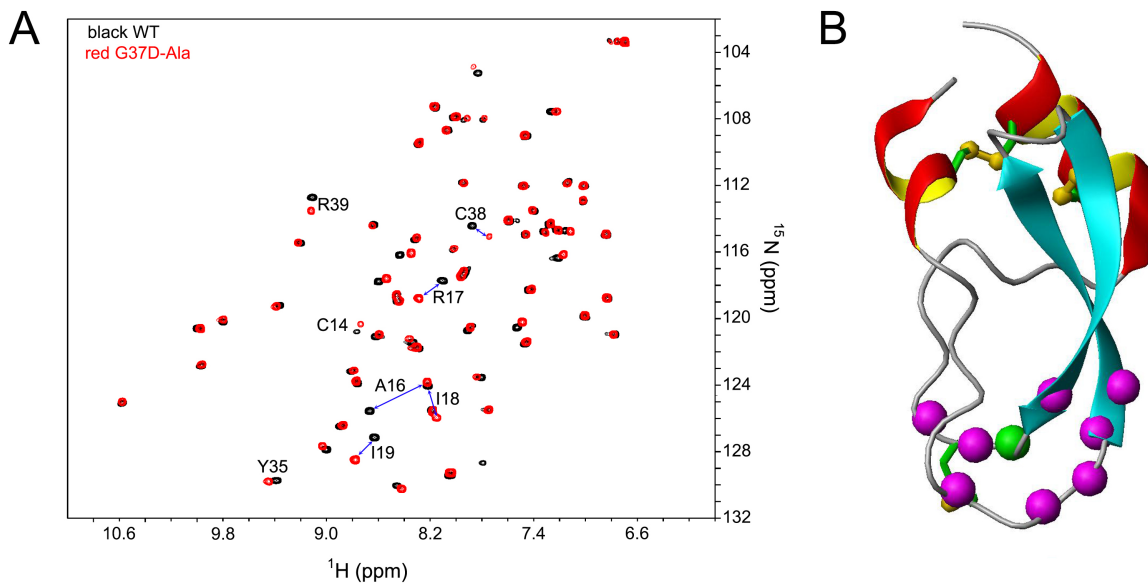 A
B
black WT
red G37D-Ala
104
108
112
116
120
124
128
132
R39
C38
R17
C14
A16
I18
I19
Y35
15N (ppm)
10.6 9.8 9.0 8.2 7.4 6.6
1H (ppm)